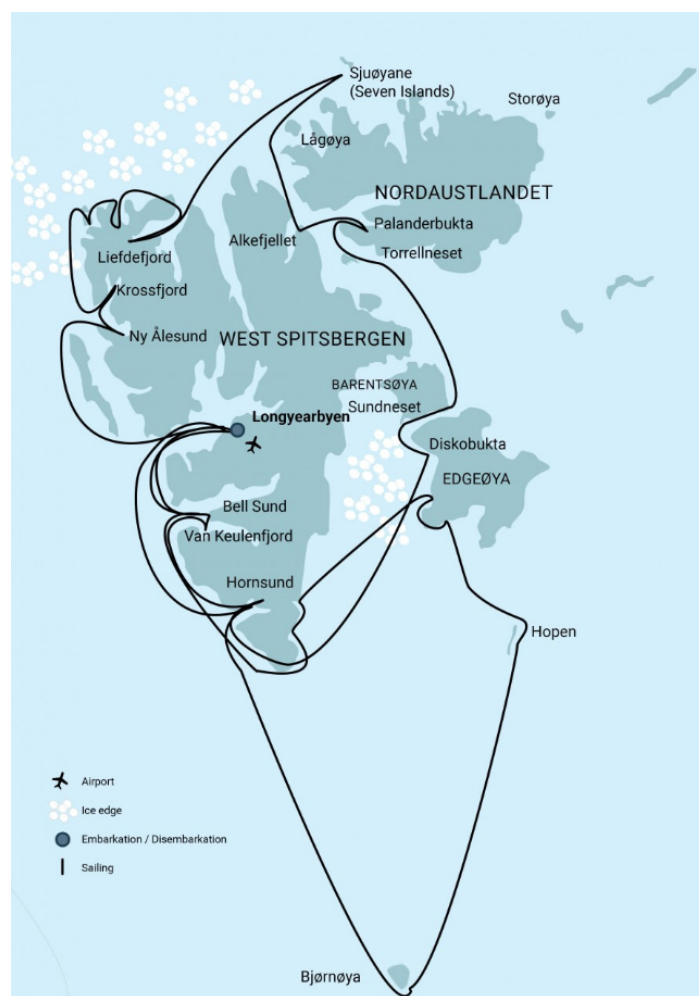 Sjuøyane
(Seven Islands)
Storøya
Lågøya
NORDAUSTLANDET
Palanderbukta
Alkefjellet
Torrellneset
Liefdefjord
Krossfjord
Ny Ålesund
WEST SPITSBERGEN
BARENTSØYA
Sundneset
Longyearbyen
Diskobukta
EDGEØYA
Bell Sund
Van Keulenfjord
Hornsund
Hopen
Airport
Ice edge
Embarkation / Disembarkation
Sailing
Bjørnøya